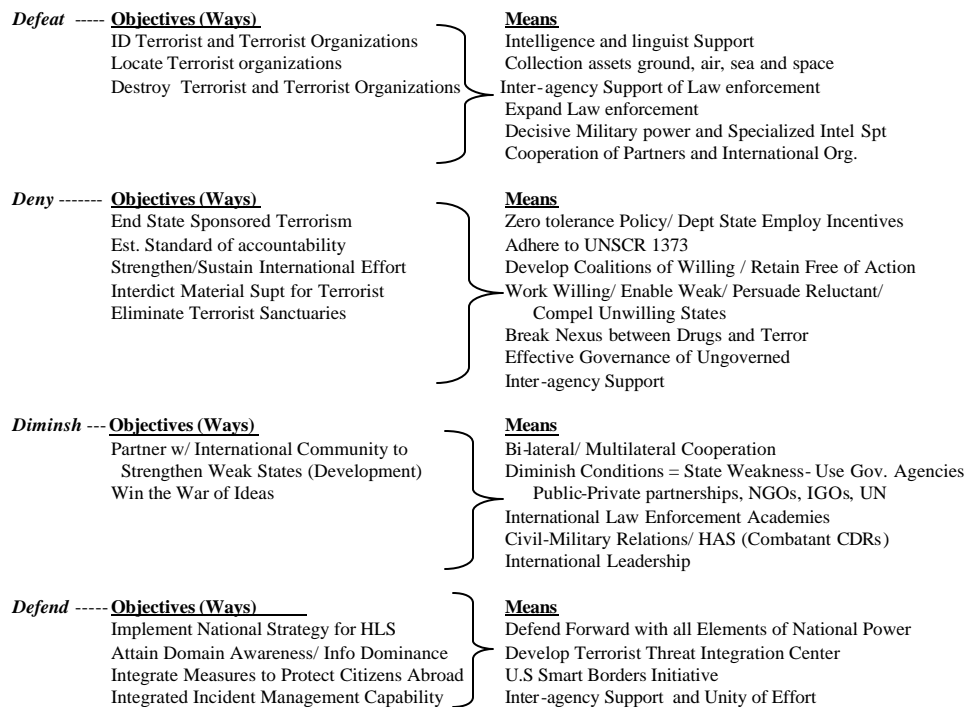 Defeat ----- Objectives (Ways)
ID Terrorist and Terrorist Organizations
Locate Terrorist organizations
Destroy Terrorist and Terrorist Organizations
Means
Intelligence and linguist Support
Collection assets ground, air, sea and space
Inter-agency Support of Law enforcement
Expand Law enforcement
Decisive Military power and Specialized Intel Spt
Cooperation of Partners and International Org.
Deny ------- Objectives (Ways)
End State Sponsored Terrorism
Est. Standard of accountability
Strengthen/Sustain International Effort
Interdict Material Supt for Terrorist
Eliminate Terrorist Sanctuaries
Means
Zero tolerance Policy/ Dept State Employ Incentives
Adhere to UNSCR 1373
Develop Coalitions of Willing / Retain Free of Action
Work Willing/ Enable Weak/ Persuade Reluctant/
Compel Unwilling States
Break Nexus between Drugs and Terror
Effective Governance of Ungoverned
Inter-agency Support
Diminsh --- Objectives (Ways)
Partner w/ International Community to
Strengthen Weak States (Development)
Win the War of Ideas
Means
Bi-lateral/ Multilateral Cooperation
Diminish Conditions = State Weakness- Use Gov. Agencies
Public-Private partnerships, NGOs, IGOs, UN
International Law Enforcement Academies
Civil-Military Relations/ HAS (Combatant CDRs)
International Leadership
Defend ----- Objectives (Ways)
Implement National Strategy for HLS
Attain Domain Awareness/ Info Dominance
Integrate Measures to Protect Citizens Abroad
Integrated Incident Management Capability
Means
Defend Forward with all Elements of National Power
Develop Terrorist Threat Integration Center
U.S Smart Borders Initiative
Inter-agency Support and Unity of Effort